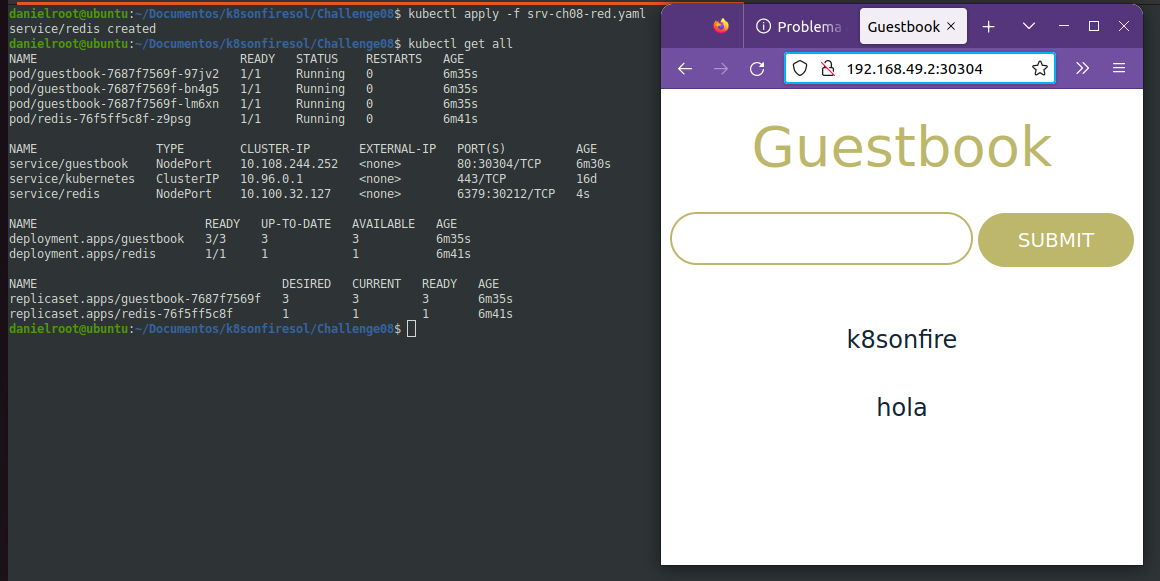 danielroot@ubuntu:~/Documentos/k8sonfiresol/Challenge08$ kubectl apply -f srv-ch08-red.yaml
service/redis created
danielroot@ubuntu:~/Documentos/k8sonfiresol/Challenge08$ kubectl get all
NAME READY STATUS RESTARTS AGE
pod/guestbook-7687f7569f-97jv2 1/1 Running 0 6m35s
pod/guestbook-7687f7569f-bn4g5 1/1 Running 0 6m35s
pod/guestbook-7687f7569f-lm6xn 1/1 Running 0 6m35s
pod/redis-76f5ff5c8f-z9psg 1/1 Running 0 6m41s
NAME TYPE CLUSTER-IP EXTERNAL-IP PORT(S) AGE
service/guestbook NodePort 10.108.244.252 <none> 80:30304/TCP 6m30s
service/kubernetes ClusterIP 10.96.0.1 <none> 443/TCP 16d
service/redis NodePort 10.100.32.127 <none> 6379:30212/TCP 4s
NAME READY UP-TO-DATE AVAILABLE AGE
deployment.apps/guestbook 3/3 3 3 6m35s
deployment.apps/redis 1/1 1 1 6m41s
NAME DESIRED CURRENT READY AGE
replicaset.apps/guestbook-7687f7569f 3 3 3 6m35s
replicaset.apps/redis-76f5ff5c8f 1 1 1 6m41s
danielroot@ubuntu:~/Documentos/k8sonfiresol/Challenge08$
Problema
Guestbook
192.168.49.2:30304
Guestbook
SUBMIT
k8sonfire
hola